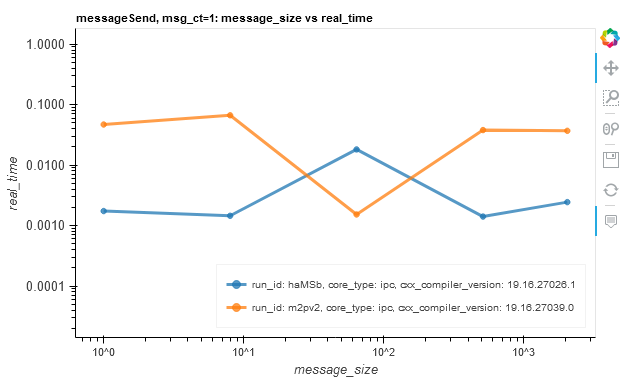 messageSend, msg_ct=1: message_size vs real_time
1.0000
0.1000
0.0100
0.0010
0.0001
real_time
run_id: haMSb, core_type: ipc, cxx_compiler_version: 19.16.27026.1
run_id: m2pv2, core_type: ipc, cxx_compiler_version: 19.16.27039.0
10^0
10^1
10^2
10^3
message_size